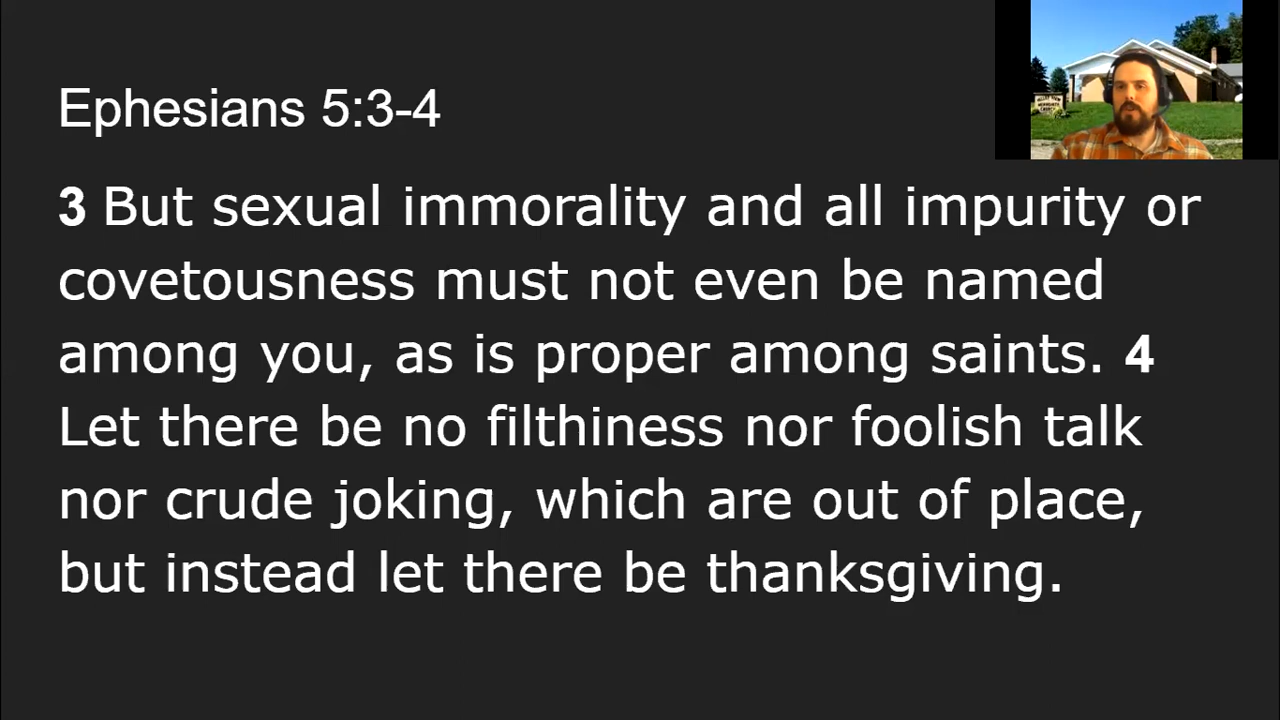 Ephesians 5:3-4
3 But sexual immorality and all impurity or
covetousness must not even be named
among you, as is proper among saints. 4
Let there be no filthiness nor foolish talk
nor crude joking, which are out of place,
but instead let there be thanksgiving.
MENNONITE
CHURCH